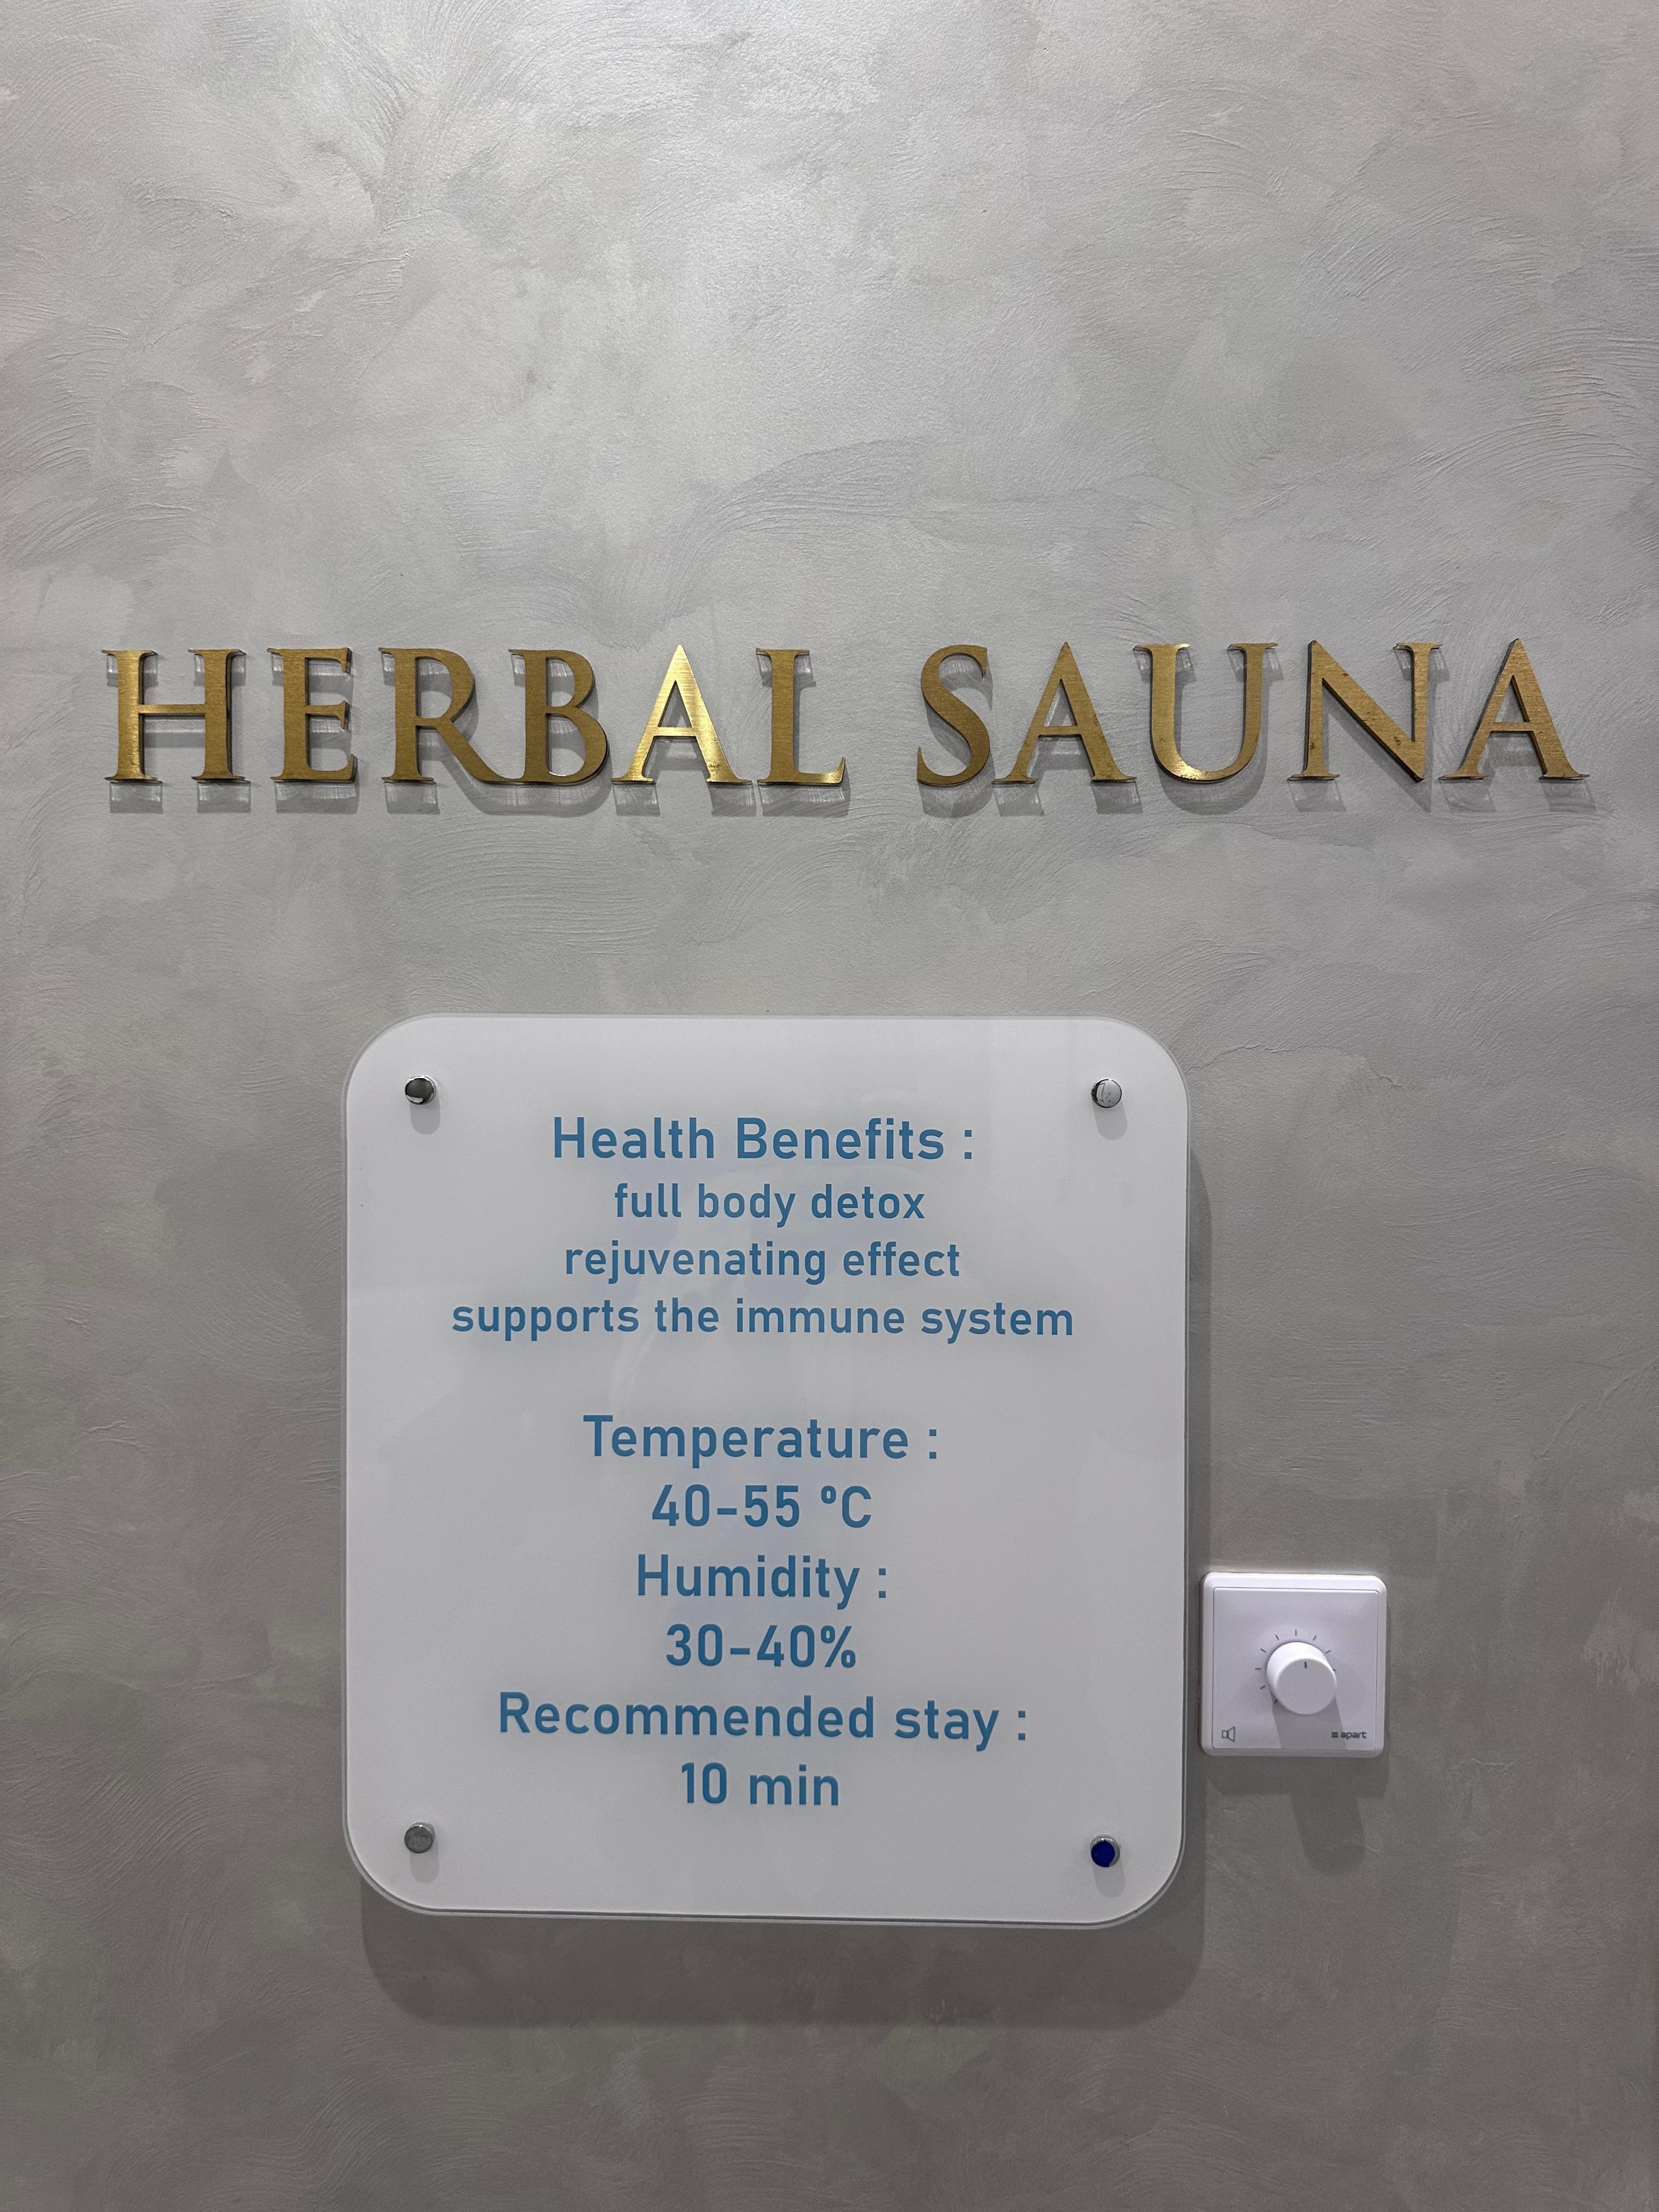 HERBAL SAUNA
Health Benefits :
full body detox
rejuvenating effect
supports the immune system
Temperature :
40-55 °C
Humidity :
30-40%
Recommended stay :
10 min
apart